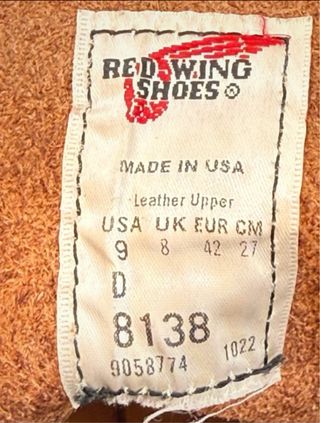 RED WING
SHOES ®
MADE IN USA
Leather Upper
USA UK EUR CM
9 8 42 27
D
8138
9058774 1022